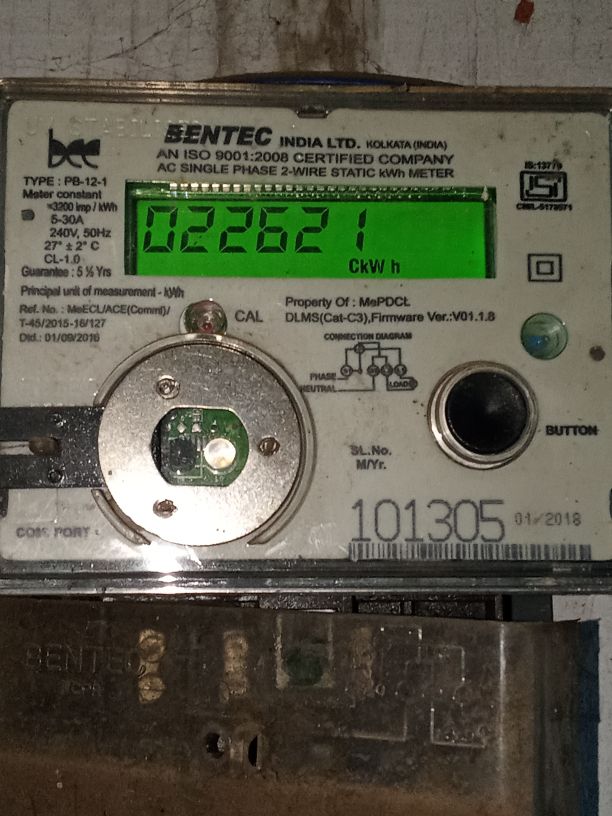 bee
BENTEC INDIA LTD. KOLKATA (INDIA)
AN ISO 9001:2008 CERTIFIED COMPANY
AC SINGLE PHASE 2-WIRE STATIC kWh METER
TYPE : PB-12-1
Meter constant
=3200 imp / kWh
5-30A
240V, 50Hz
27° ± 2° C
CL-1.0
Guarantee : 5 ½ Yrs
022621
CkW h
IS:13779
ISI
Principal unit of measurement - kWh
Ref. No. : MeECL/ACE(Comml)/
T-45/2015-16/127
Dtd.: 01/09/2016
CAL
Property Of : MePDCL
DLMS(Cat-C3),Firmware Ver.:V01.1.8
CONNECTION DIAGRAM
PHASE
NEUTRAL
LOAD
BUTTON
SL.No.
M/Yr.
101305 01/2018
COM PORT
BENTEC